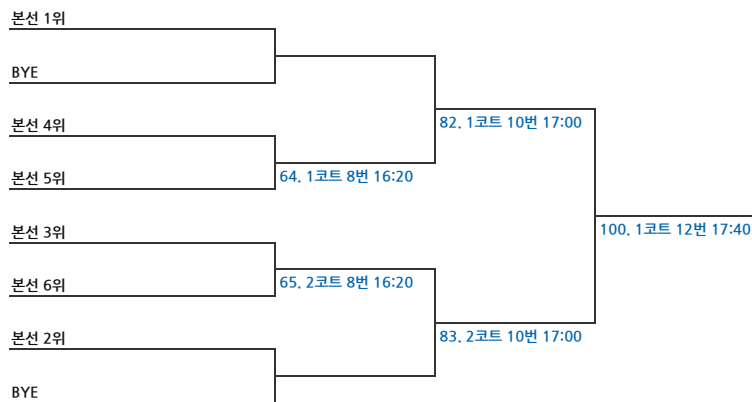 본선 1위
BYE
82. 1코트 10번 17:00
본선 4위
본선 5위
64. 1코트 8번 16:20
100. 1코트 12번 17:40
본선 3위
본선 6위
65. 2코트 8번 16:20
83. 2코트 10번 17:00
본선 2위
BYE